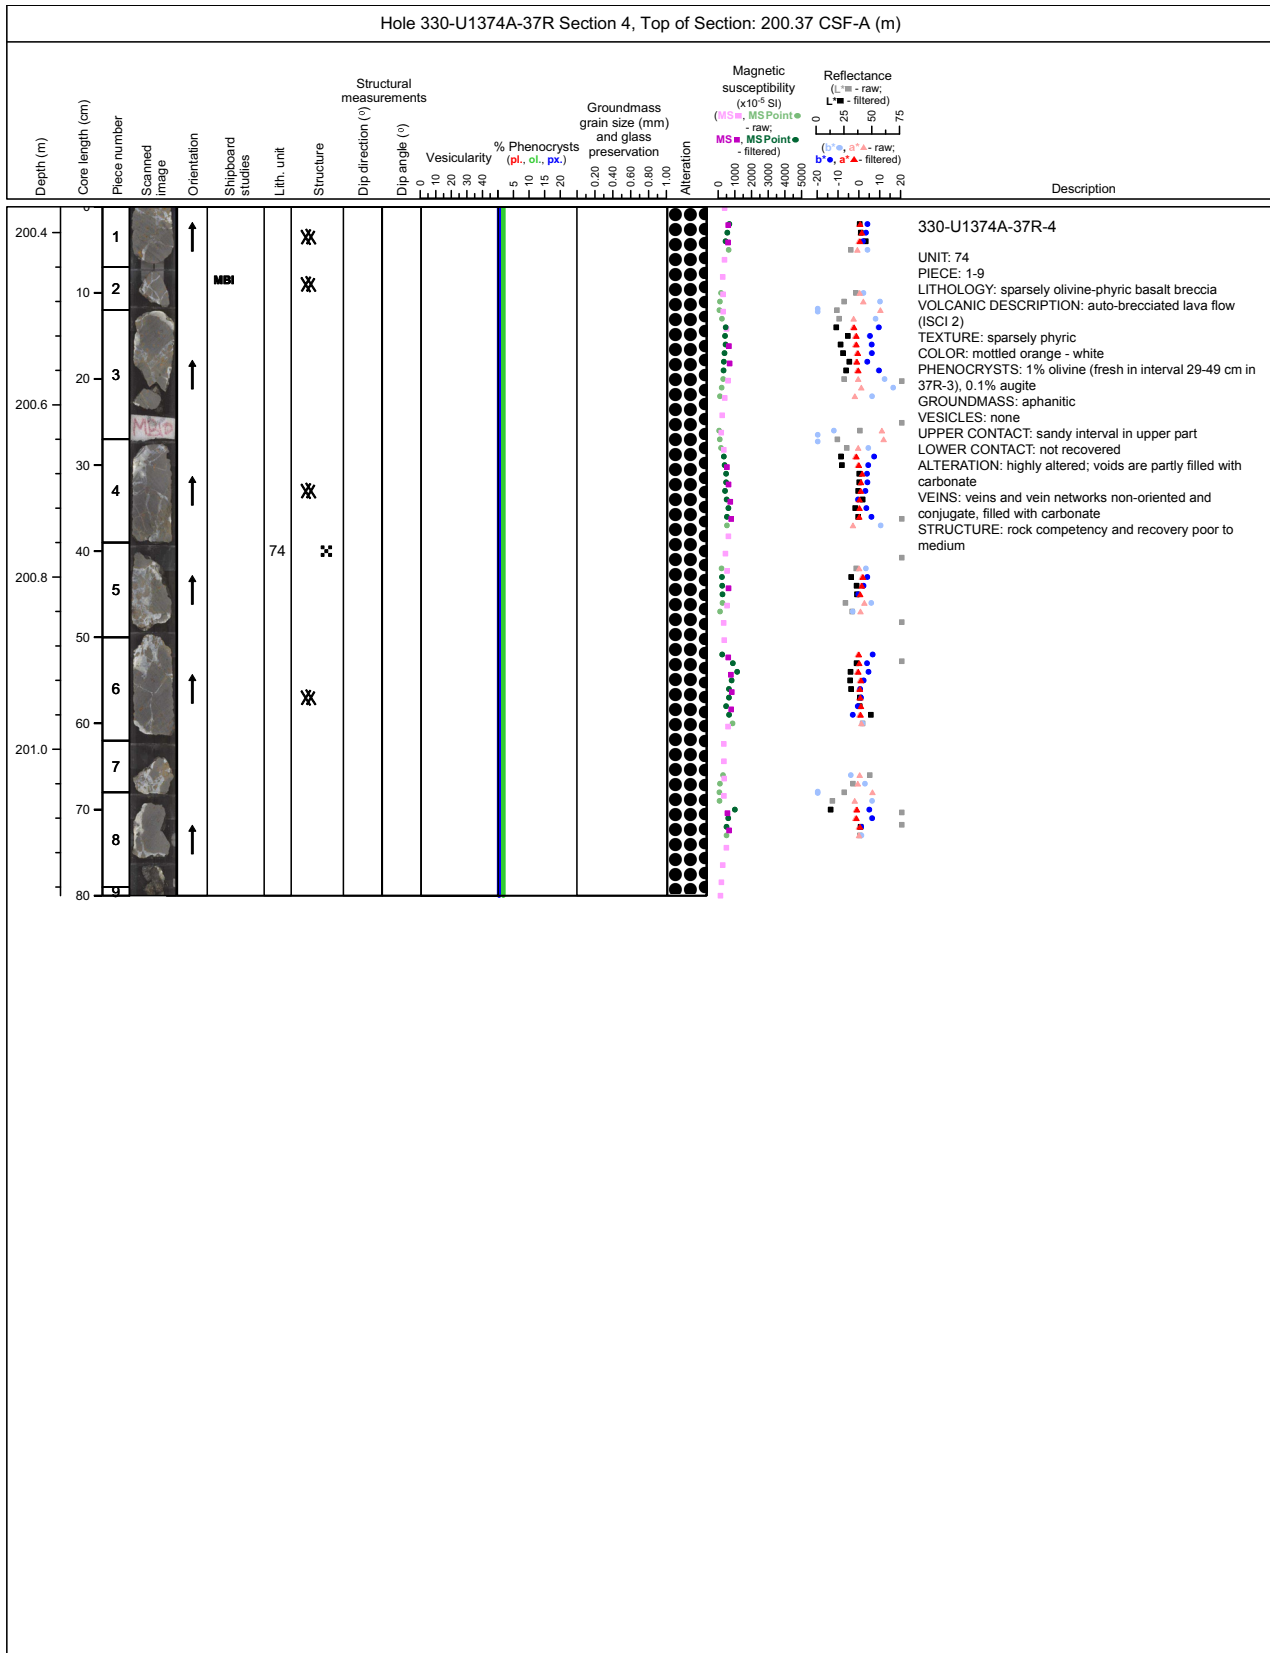 Hole 330-U1374A-37R Section 4, Top of Section: 200.37 CSF-A (m)
Depth (m)
Core length (cm)
Piece number
Scanned image
Orientation
Shipboard studies
Lith. unit
Structure
Structural measurements
Dip direction (°)
Dip angle (°)
Vesicularity
0 10 20 30 40
% Phenocrysts
(pl., ol., px.)
5 10 15 20
Groundmass
grain size (mm)
and glass
preservation
0.20 0.40 0.60 0.80 1.00
Alteration
Magnetic
susceptibility
(x10-5 SI)
(MS■, MSPoint●
- raw;
MS■, MSPoint●
- filtered)
0 1000 2000 3000 4000 5000
Reflectance
(L*■ - raw;
L*■ - filtered)
0 25 50 75
(b*●, a*▲- raw;
b*●, a*▲- filtered)
-20 -10 0 10 20
Description
200.4
200.6
200.8
201.0
0
10
20
30
40
50
60
70
80
1
2
3
4
5
6
7
8
9
MBIO
MBI
74
330-U1374A-37R-4
UNIT: 74
PIECE: 1-9
LITHOLOGY: sparsely olivine-phyric basalt breccia
VOLCANIC DESCRIPTION: auto-brecciated lava flow
(ISCI 2)
TEXTURE: sparsely phyric
COLOR: mottled orange - white
PHENOCRYSTS: 1% olivine (fresh in interval 29-49 cm in
37R-3), 0.1% augite
GROUNDMASS: aphanitic
VESICLES: none
UPPER CONTACT: sandy interval in upper part
LOWER CONTACT: not recovered
ALTERATION: highly altered; voids are partly filled with
carbonate
VEINS: veins and vein networks non-oriented and
conjugate, filled with carbonate
STRUCTURE: rock competency and recovery poor to
medium